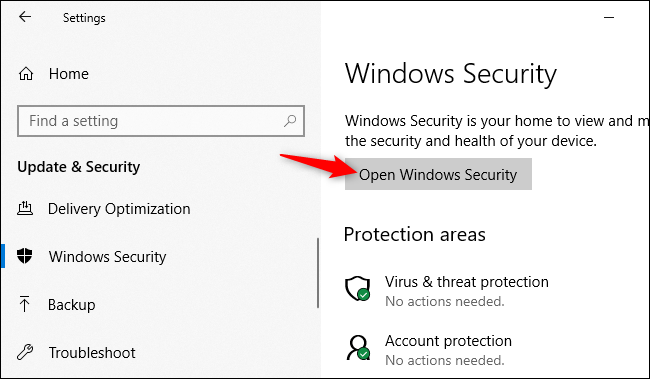 Settings
Home
Find a setting
Update & Security
Delivery Optimization
Windows Security
Backup
Troubleshoot
Windows Security
Windows Security is your home to view and m
the security and health of your device.
Open Windows Security
Protection areas
Virus & threat protection
No actions needed.
Account protection
No actions needed.